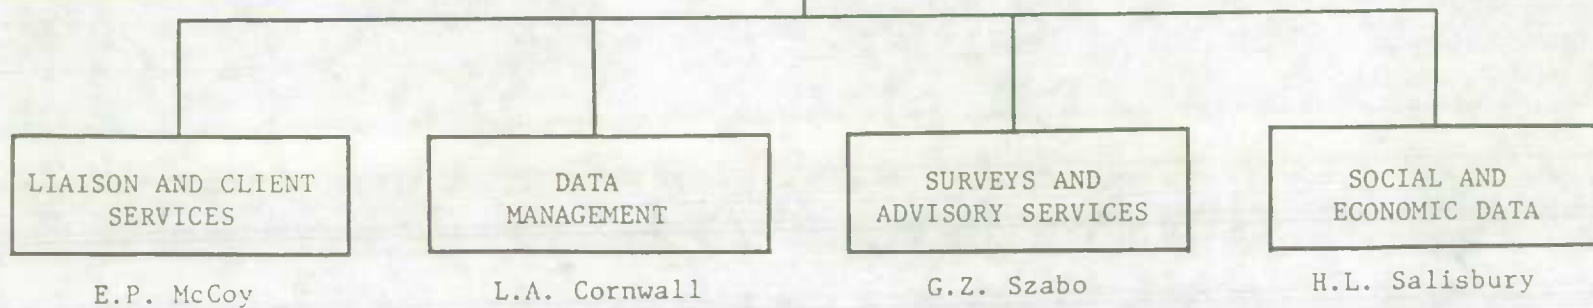 LIAISON AND CLIENT
SERVICES
E.P. McCoy
DATA
MANAGEMENT
L.A. Cornwall
SURVEYS AND
ADVISORY SERVICES
G.Z. Szabo
SOCIAL AND
ECONOMIC DATA
H.L. Salisbury